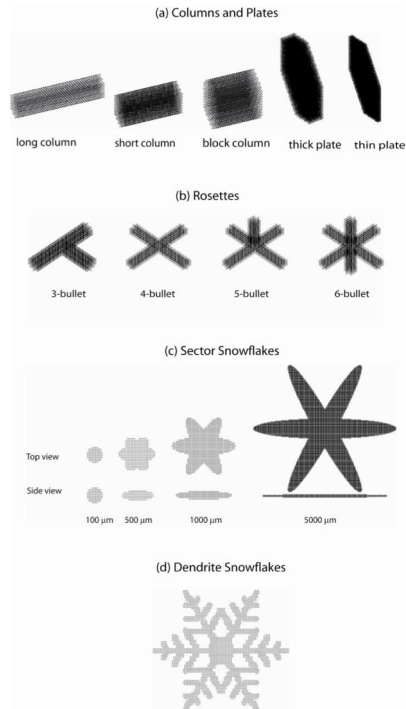 (a) Columns and Plates
long column short column block column thick plate thin plate
(b) Rosettes
3-bullet 4-bullet 5-bullet 6-bullet
(c) Sector Snowflakes
Top view
Side view
100 μm 500 μm 1000 μm 5000 μm
(d) Dendrite Snowflakes